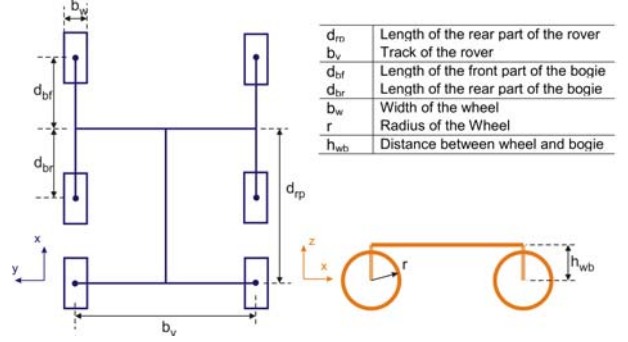 b_w
d_bf
d_br
d_rp
x
y
b_v
d_rp Length of the rear part of the rover
b_v Track of the rover
d_bf Length of the front part of the bogie
d_br Length of the rear part of the bogie
b_w Width of the wheel
r Radius of the Wheel
h_wb Distance between wheel and bogie
z
x
r
h_wb